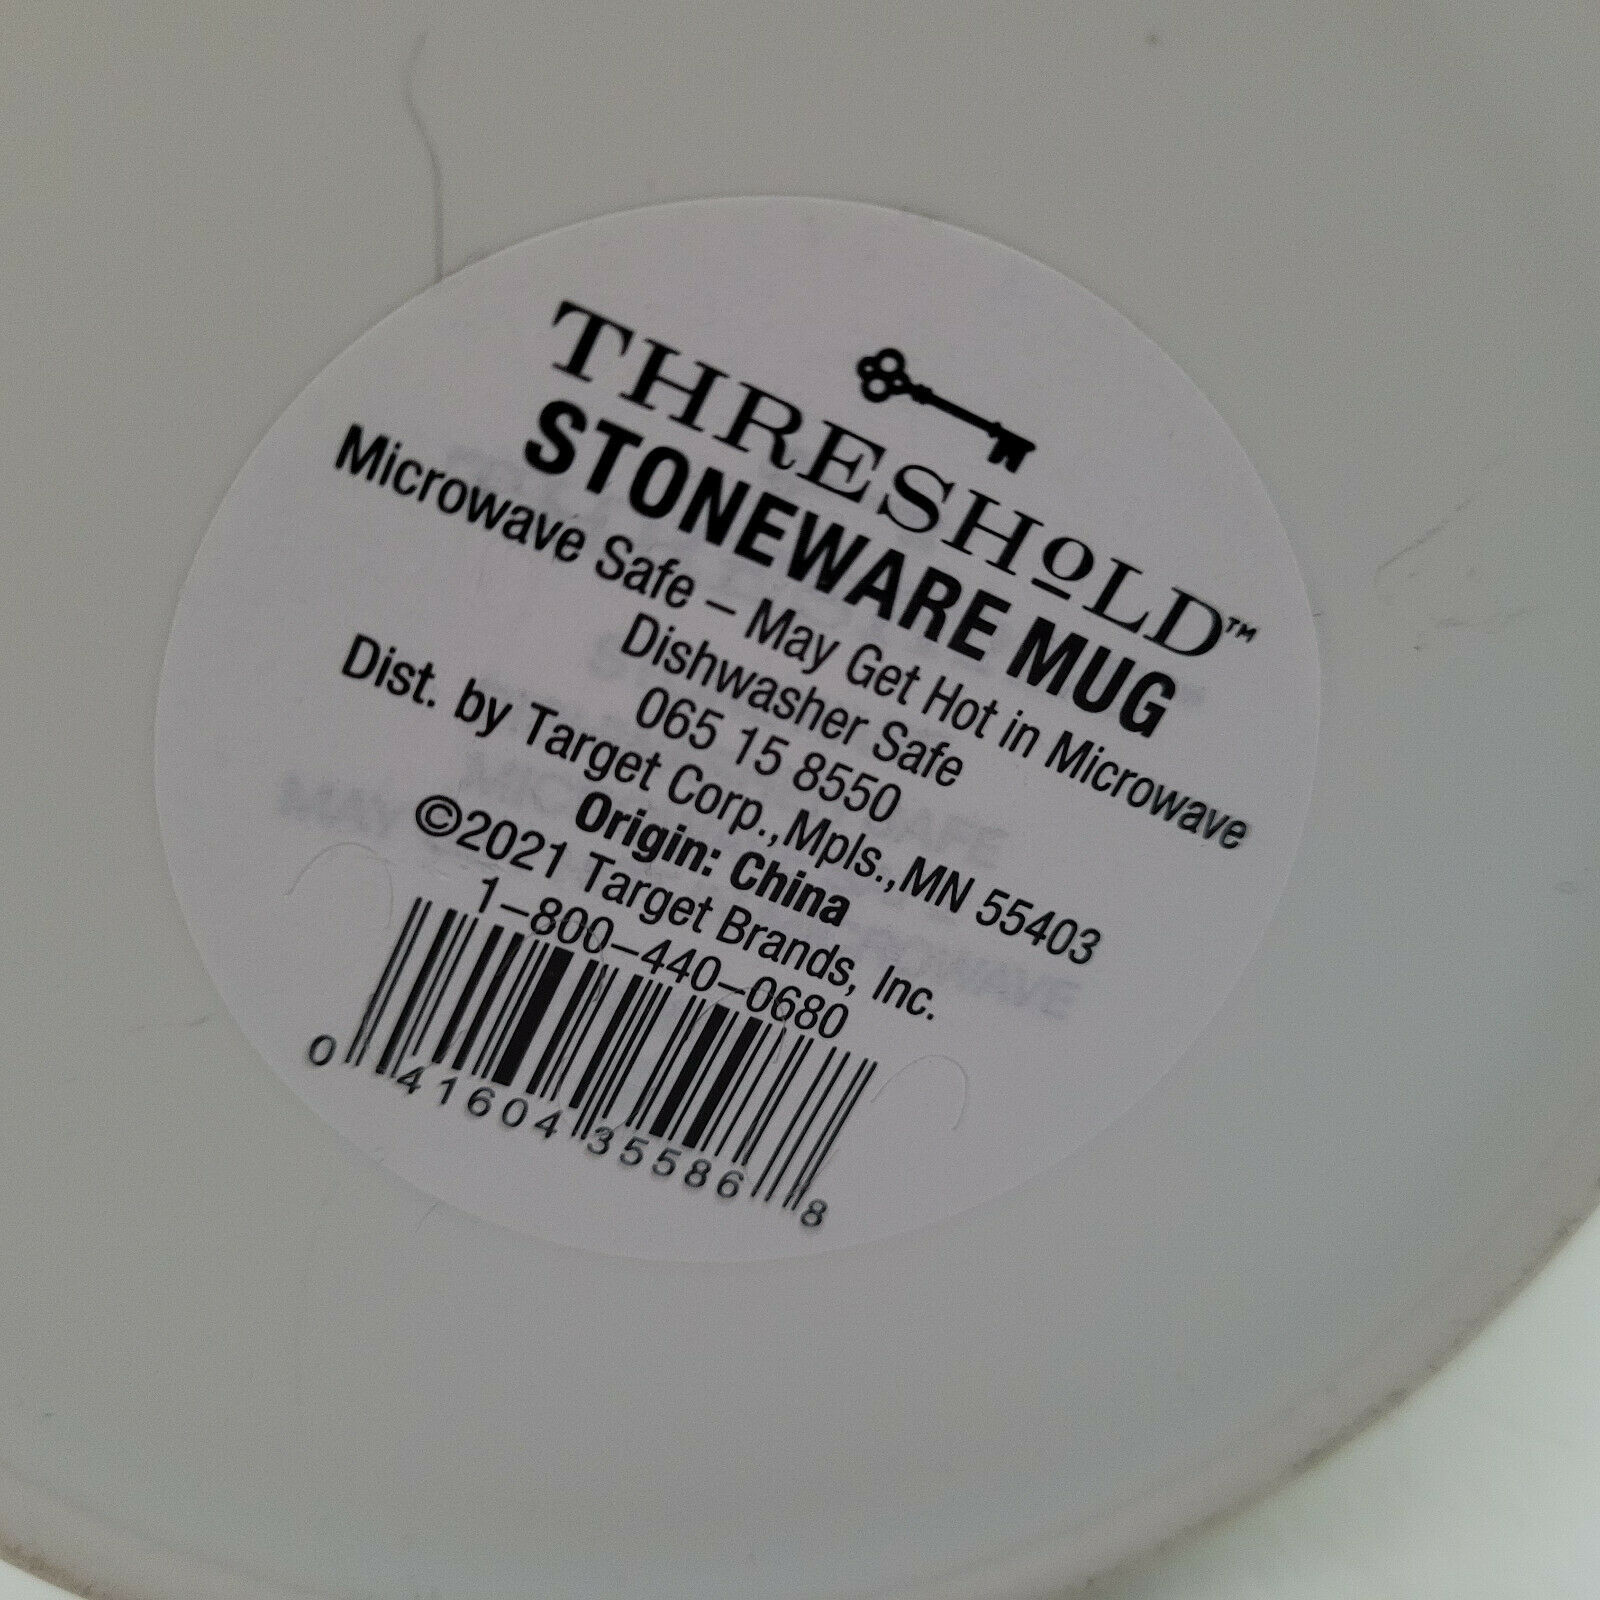 THRESHOLD™
STONEWARE MUG
Microwave Safe – May Get Hot in Microwave
Dishwasher Safe
065 15 8550
Dist. by Target Corp.,Mpls.,MN 55403
Origin: China
©2021 Target Brands, Inc.
1–800–440–0680
0 41604 35586 8